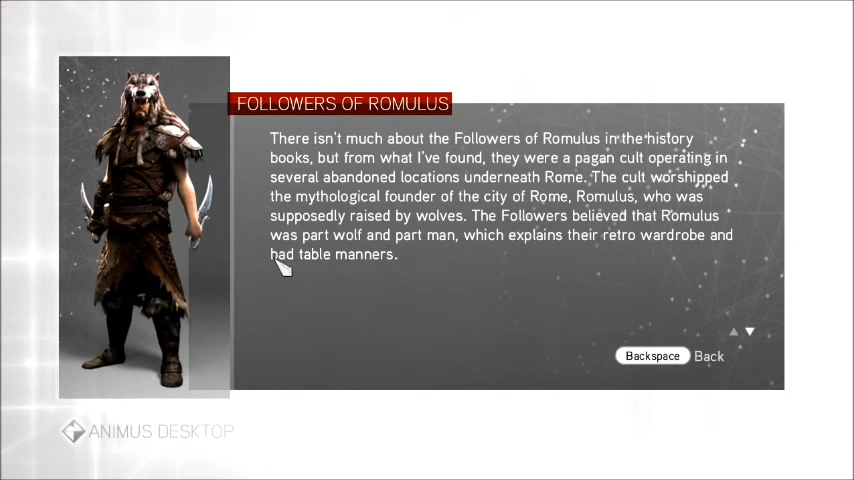 FOLLOWERS OF ROMULUS
There isn't much about the Followers of Romulus in the history
books, but from what I've found, they were a pagan cult operating in
several abandoned locations underneath Rome. The cult worshipped
the mythological founder of the city of Rome, Romulus, who was
supposedly raised by wolves. The Followers believed that Romulus
was part wolf and part man, which explains their retro wardrobe and
bad table manners.
Backspace Back
ANIMUS DESKTOP